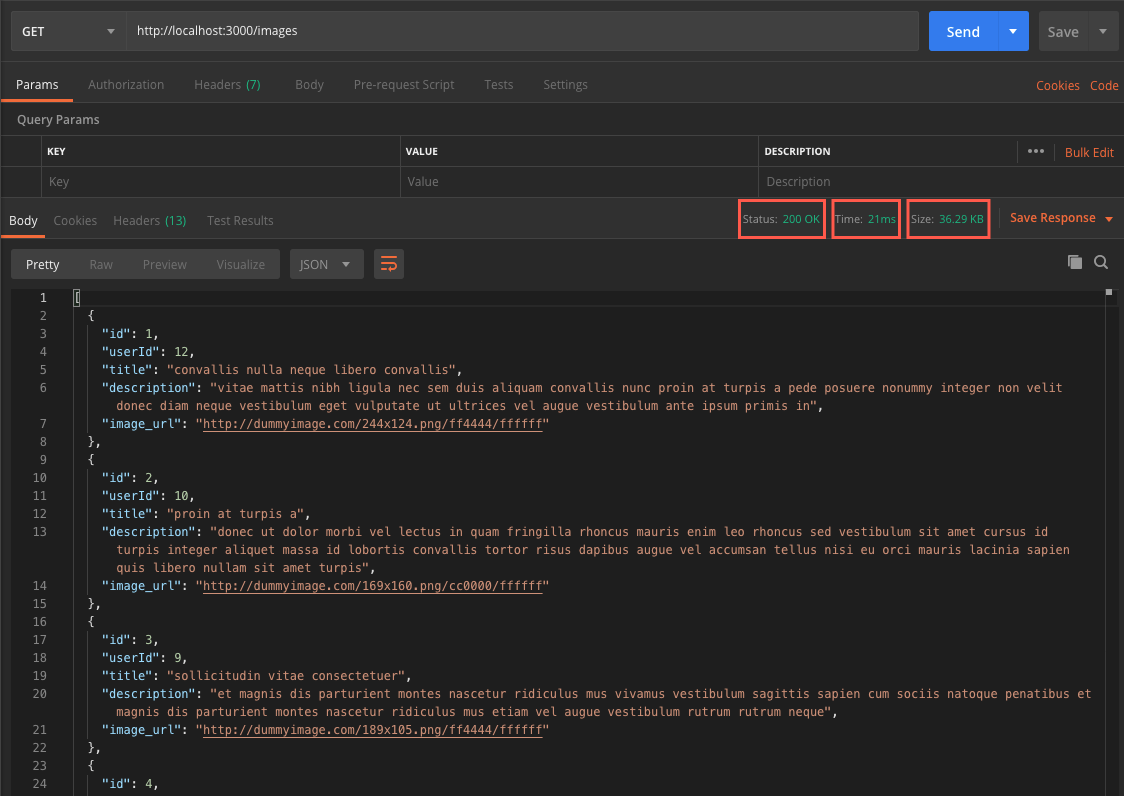 GET http://localhost:3000/images Send Save
Params Authorization Headers (7) Body Pre-request Script Tests Settings Cookies Code
Query Params
KEY VALUE DESCRIPTION ••• Bulk Edit
Key Value Description
Body Cookies Headers (13) Test Results Status: 200 OK Time: 21ms Size: 36.29 KB Save Response
Pretty Raw Preview Visualize JSON
1 [
2 {
3 "id": 1,
4 "userId": 12,
5 "title": "convallis nulla neque libero convallis",
6 "description": "vitae mattis nibh ligula nec sem duis aliquam convallis nunc proin at turpis a pede posuere nonummy integer non velit
donec diam neque vestibulum eget vulputate ut ultrices vel augue vestibulum ante ipsum primis in",
7 "image_url": "http://dummyimage.com/244x124.png/ff4444/ffffff"
8 },
9 {
10 "id": 2,
11 "userId": 10,
12 "title": "proin at turpis a",
13 "description": "donec ut dolor morbi vel lectus in quam fringilla rhoncus mauris enim leo rhoncus sed vestibulum sit amet cursus id
turpis integer aliquet massa id lobortis convallis tortor risus dapibus augue vel accumsan tellus nisi eu orci mauris lacinia sapien
quis libero nullam sit amet turpis",
14 "image_url": "http://dummyimage.com/169x160.png/cc0000/ffffff"
15 },
16 {
17 "id": 3,
18 "userId": 9,
19 "title": "sollicitudin vitae consectetuer",
20 "description": "et magnis dis parturient montes nascetur ridiculus mus vivamus vestibulum sagittis sapien cum sociis natoque penatibus et
magnis dis parturient montes nascetur ridiculus mus etiam vel augue vestibulum rutrum rutrum neque",
21 "image_url": "http://dummyimage.com/189x105.png/ff4444/ffffff"
22 },
23 {
24 "id": 4,